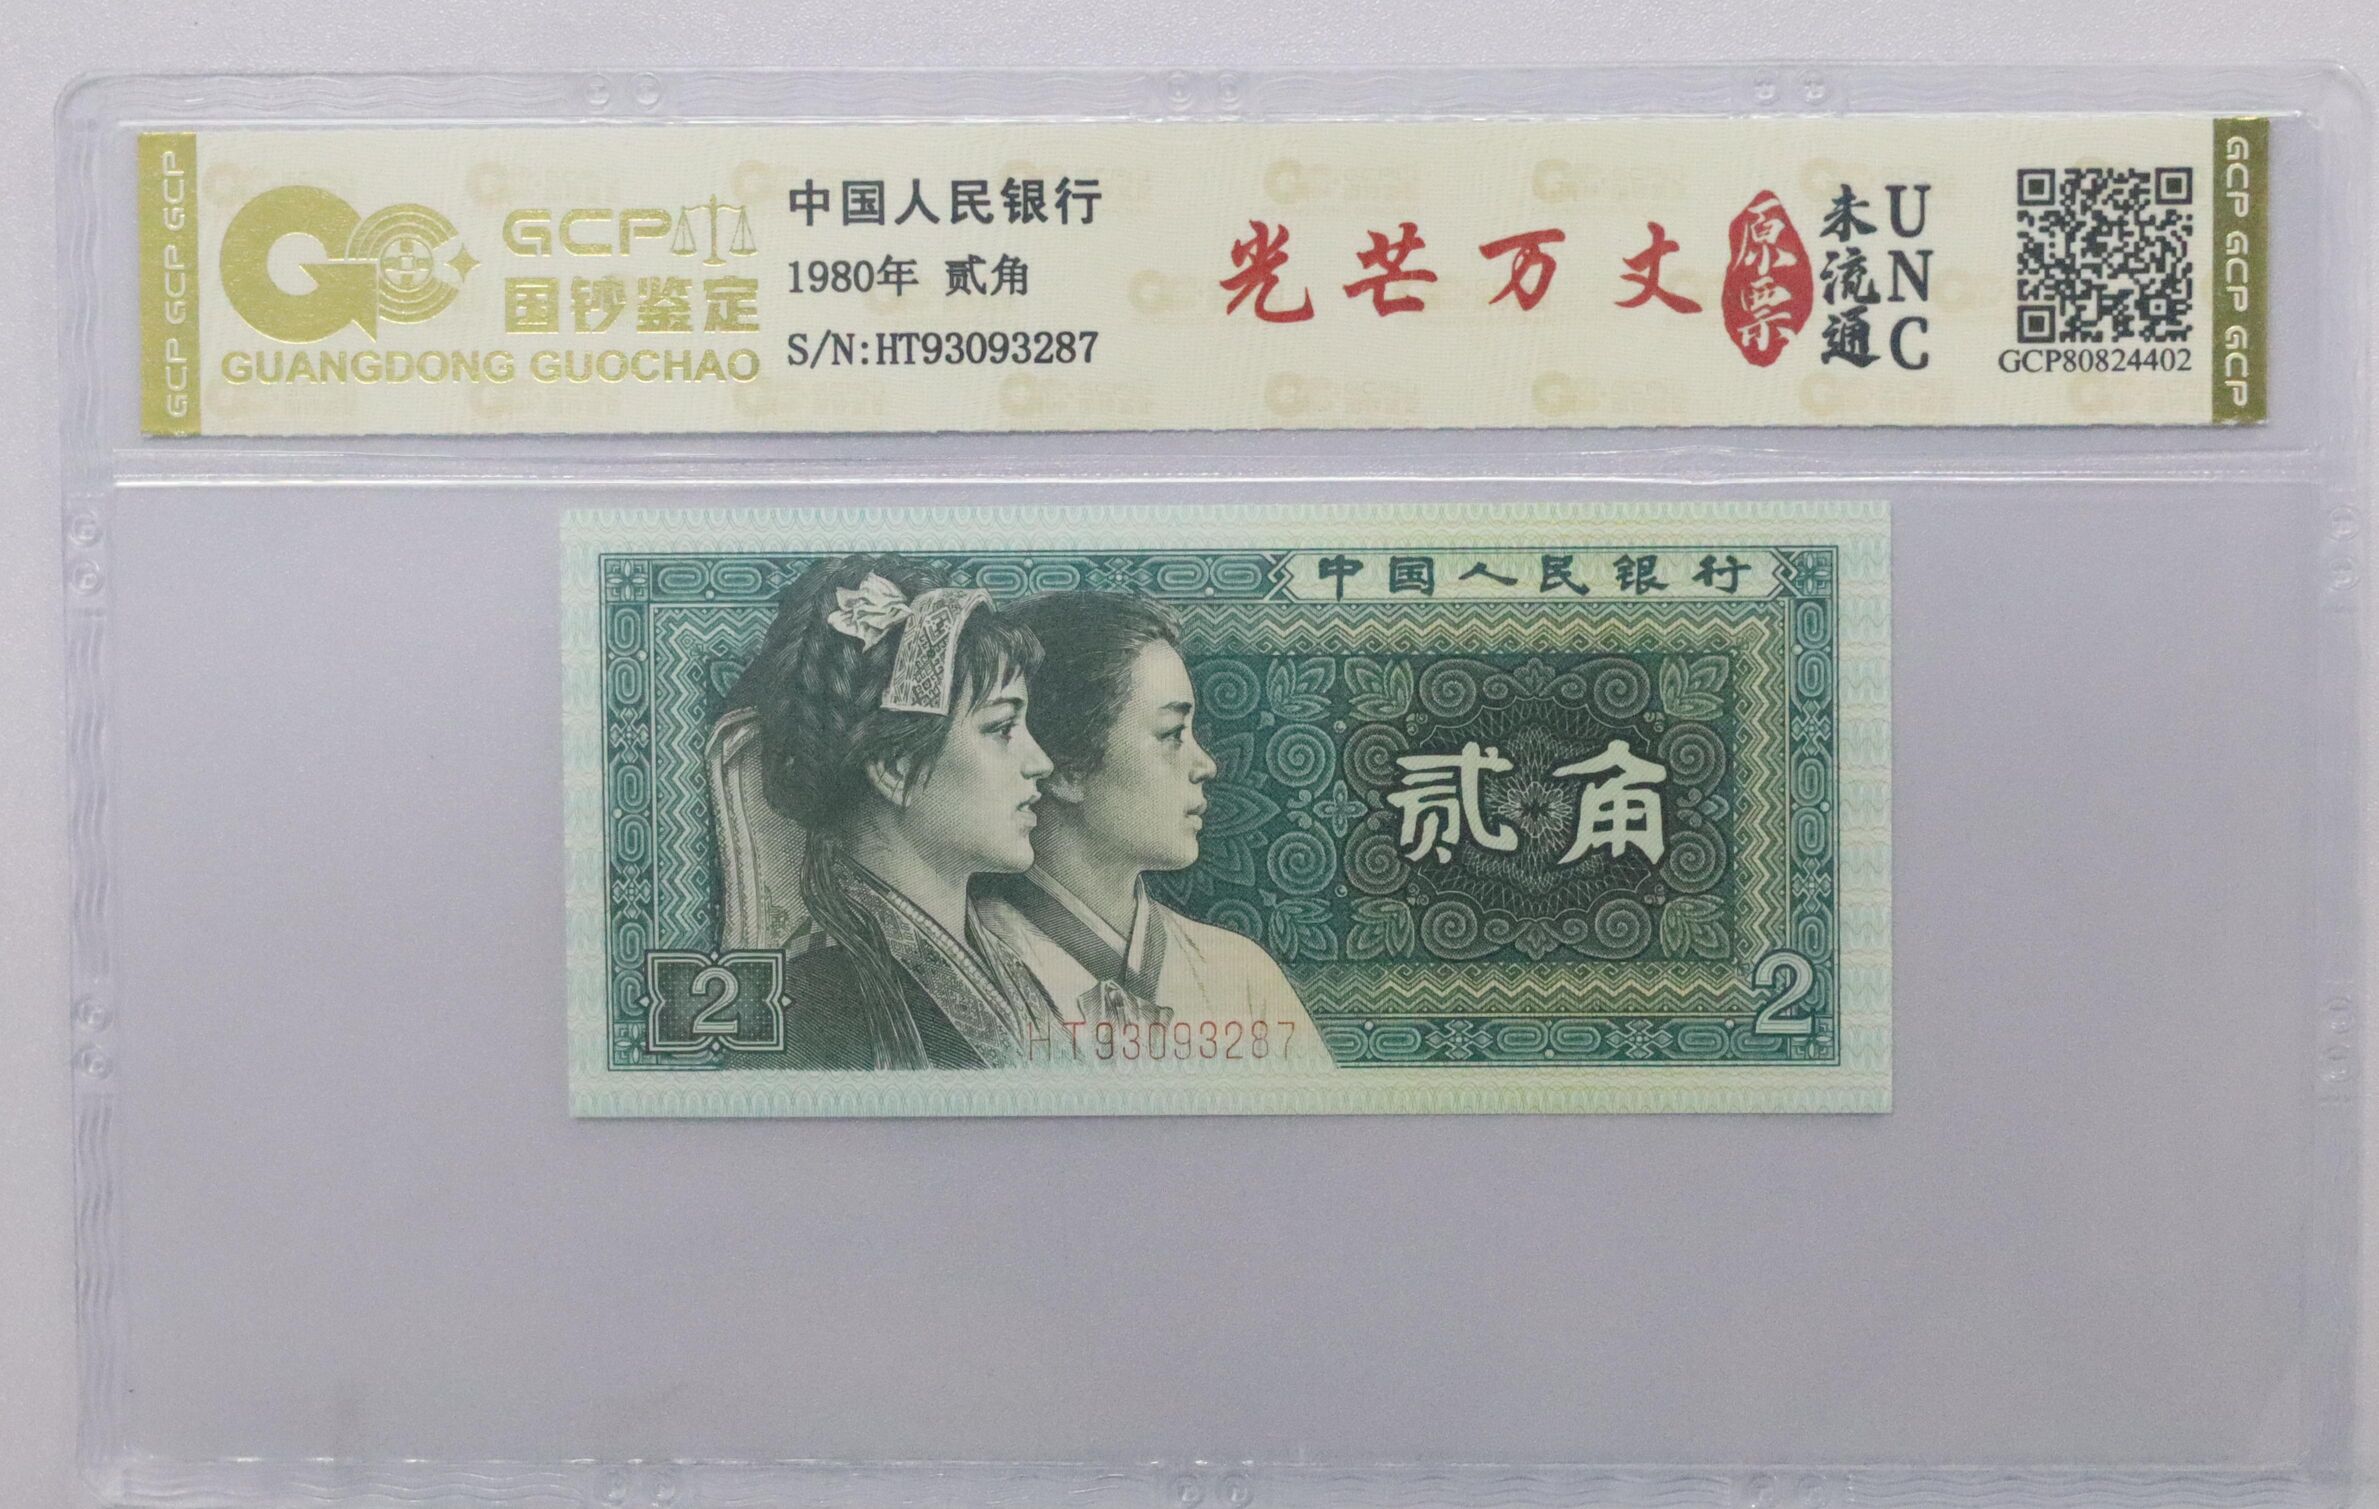 GCP GCP GCP
GCP
国钞鉴定
GUANGDONG GUOCHAO
中国人民银行
1980年 贰角
S/N:HT93093287
光芒万丈
原票
未流通
UNC
GCP80824402
GCP GCP GCP
中国人民银行
贰角
2
2
HT93093287